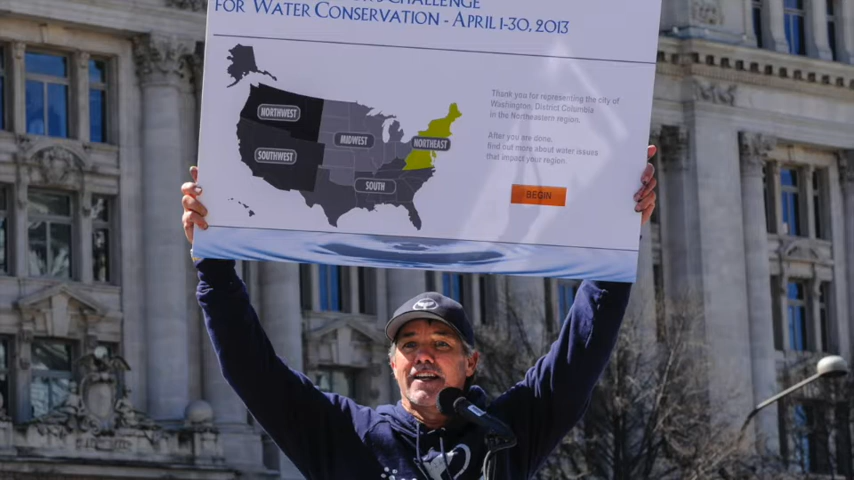 CHALLENGE
FOR WATER CONSERVATION - APRIL 1-30, 2013
NORTHWEST
MIDWEST
NORTHEAST
SOUTHWEST
SOUTH
Thank you for representing the city of
Washington, District Columbia
in the Northeastern region.
After you are done,
find out more about water issues
that impact your region.
BEGIN